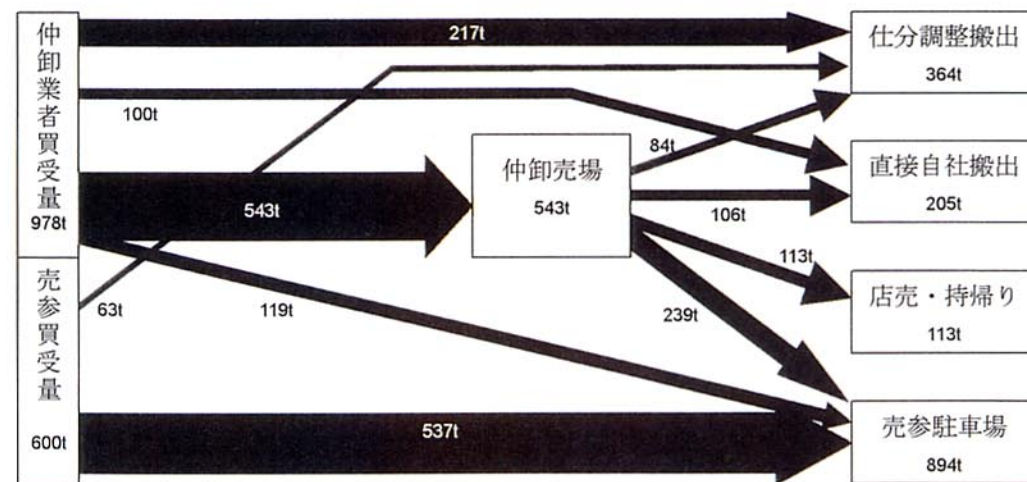 仲卸業者買受量
978t
売参買受量
600t
217t
100t
543t
63t
119t
537t
仲卸売場
543t
84t
106t
113t
239t
仕分調整搬出
364t
直接自社搬出
205t
店売・持帰り
113t
売参駐車場
894t